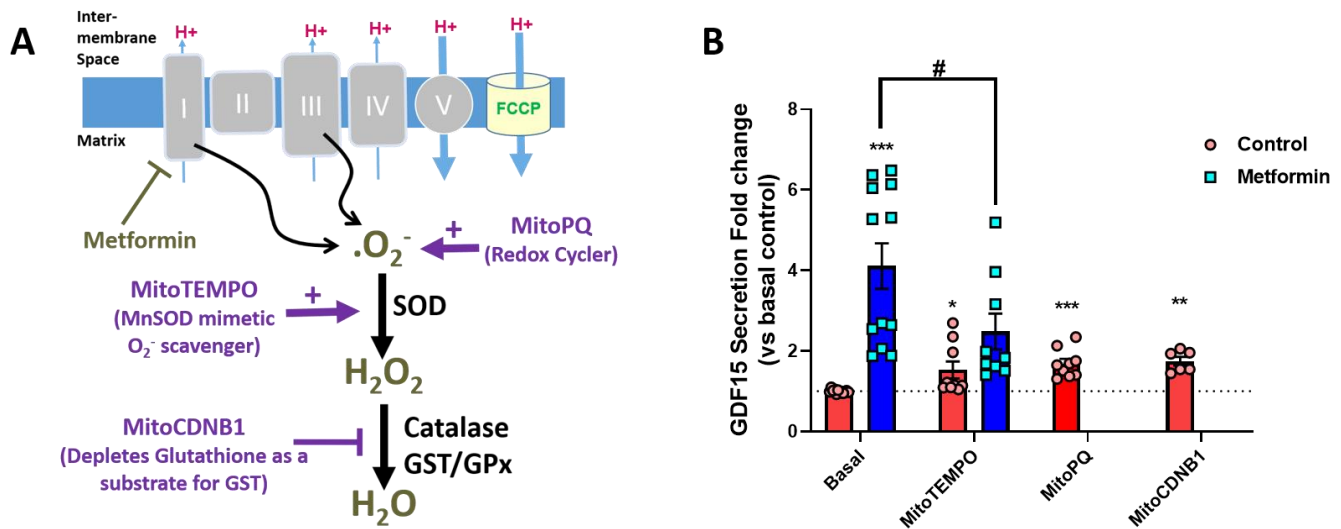 A
Inter-
membrane
Space
H+
H+
H+
H+
H+
I
II
III
IV
V
FCCP
Matrix
Metformin
.O2-
+
MitoPQ
(Redox Cycler)
MitoTEMPO
(MnSOD mimetic
O2- scavenger)
+
SOD
H2O2
MitoCDNB1
(Depletes Glutathione as a
substrate for GST)
Catalase
GST/GPx
H2O
B
GDF15 Secretion Fold change
(vs basal control)
8
6
4
2
0
#
***
*
***
**
Control
Metformin
Basal
MitoTEMPO
MitoPQ
MitoCDNB1